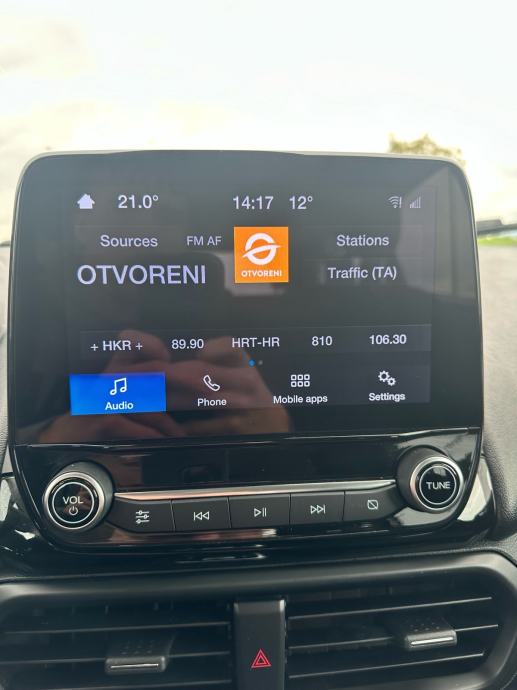 21.0° 14:17 12°
Sources FM AF OTVORENI Stations
OTVORENI Traffic (TA)
+ HKR + 89.90 HRT-HR 810 106.30
Audio Phone Mobile apps Settings
VOL TUNE